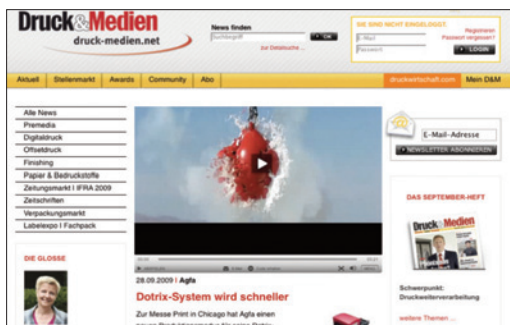 Druck&Medien
druck-medien.net
News finden
Suchbegriff
OK
zur Detailsuche ...
SIE SIND NICHT EINGELOGGT:
E-Mail
Passwort
Registrieren
Passwort vergessen?
LOGIN
Aktuell
Stellenmarkt
Awards
Community
Abo
druckwirtschaft.com
Mein D&M
Alle News
Premedia
Digitaldruck
Offsetdruck
Finishing
Papier & Bedruckstoffe
Zeitungsmarkt I IFRA 2009
Zeitschriften
Verpackungsmarkt
Labelexpo I Fachpack
DIE GLOSSE
28.09.2009 I Agfa
Dotrix-System wird schneller
Zur Messe Print in Chicago hat Agfa einen
E-Mail-Adresse
NEWSLETTER ABONNIEREN
DAS SEPTEMBER-HEFT
Druck&Medien
Schwerpunkt:
Druckweiterverarbeitung
weitere Themen ...